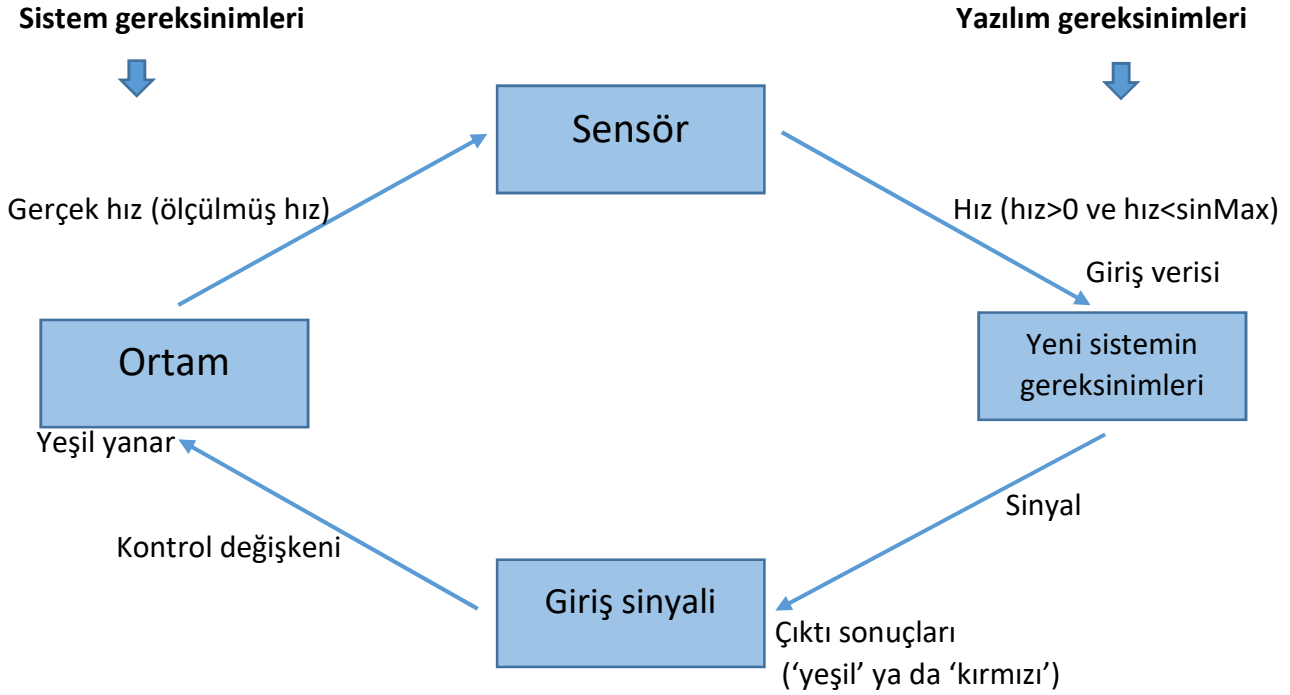 Sistem gereksinimleri
Yazılım gereksinimleri
Sensör
Gerçek hız (ölçülmüş hız)
Hız (hız>0 ve hız<sinMax)
Giriş verisi
Ortam
Yeni sistemin
gereksinimleri
Yeşil yanar
Sinyal
Kontrol değişkeni
Giriş sinyali
Çıktı sonuçları
(‘yeşil’ ya da ‘kırmızı’)